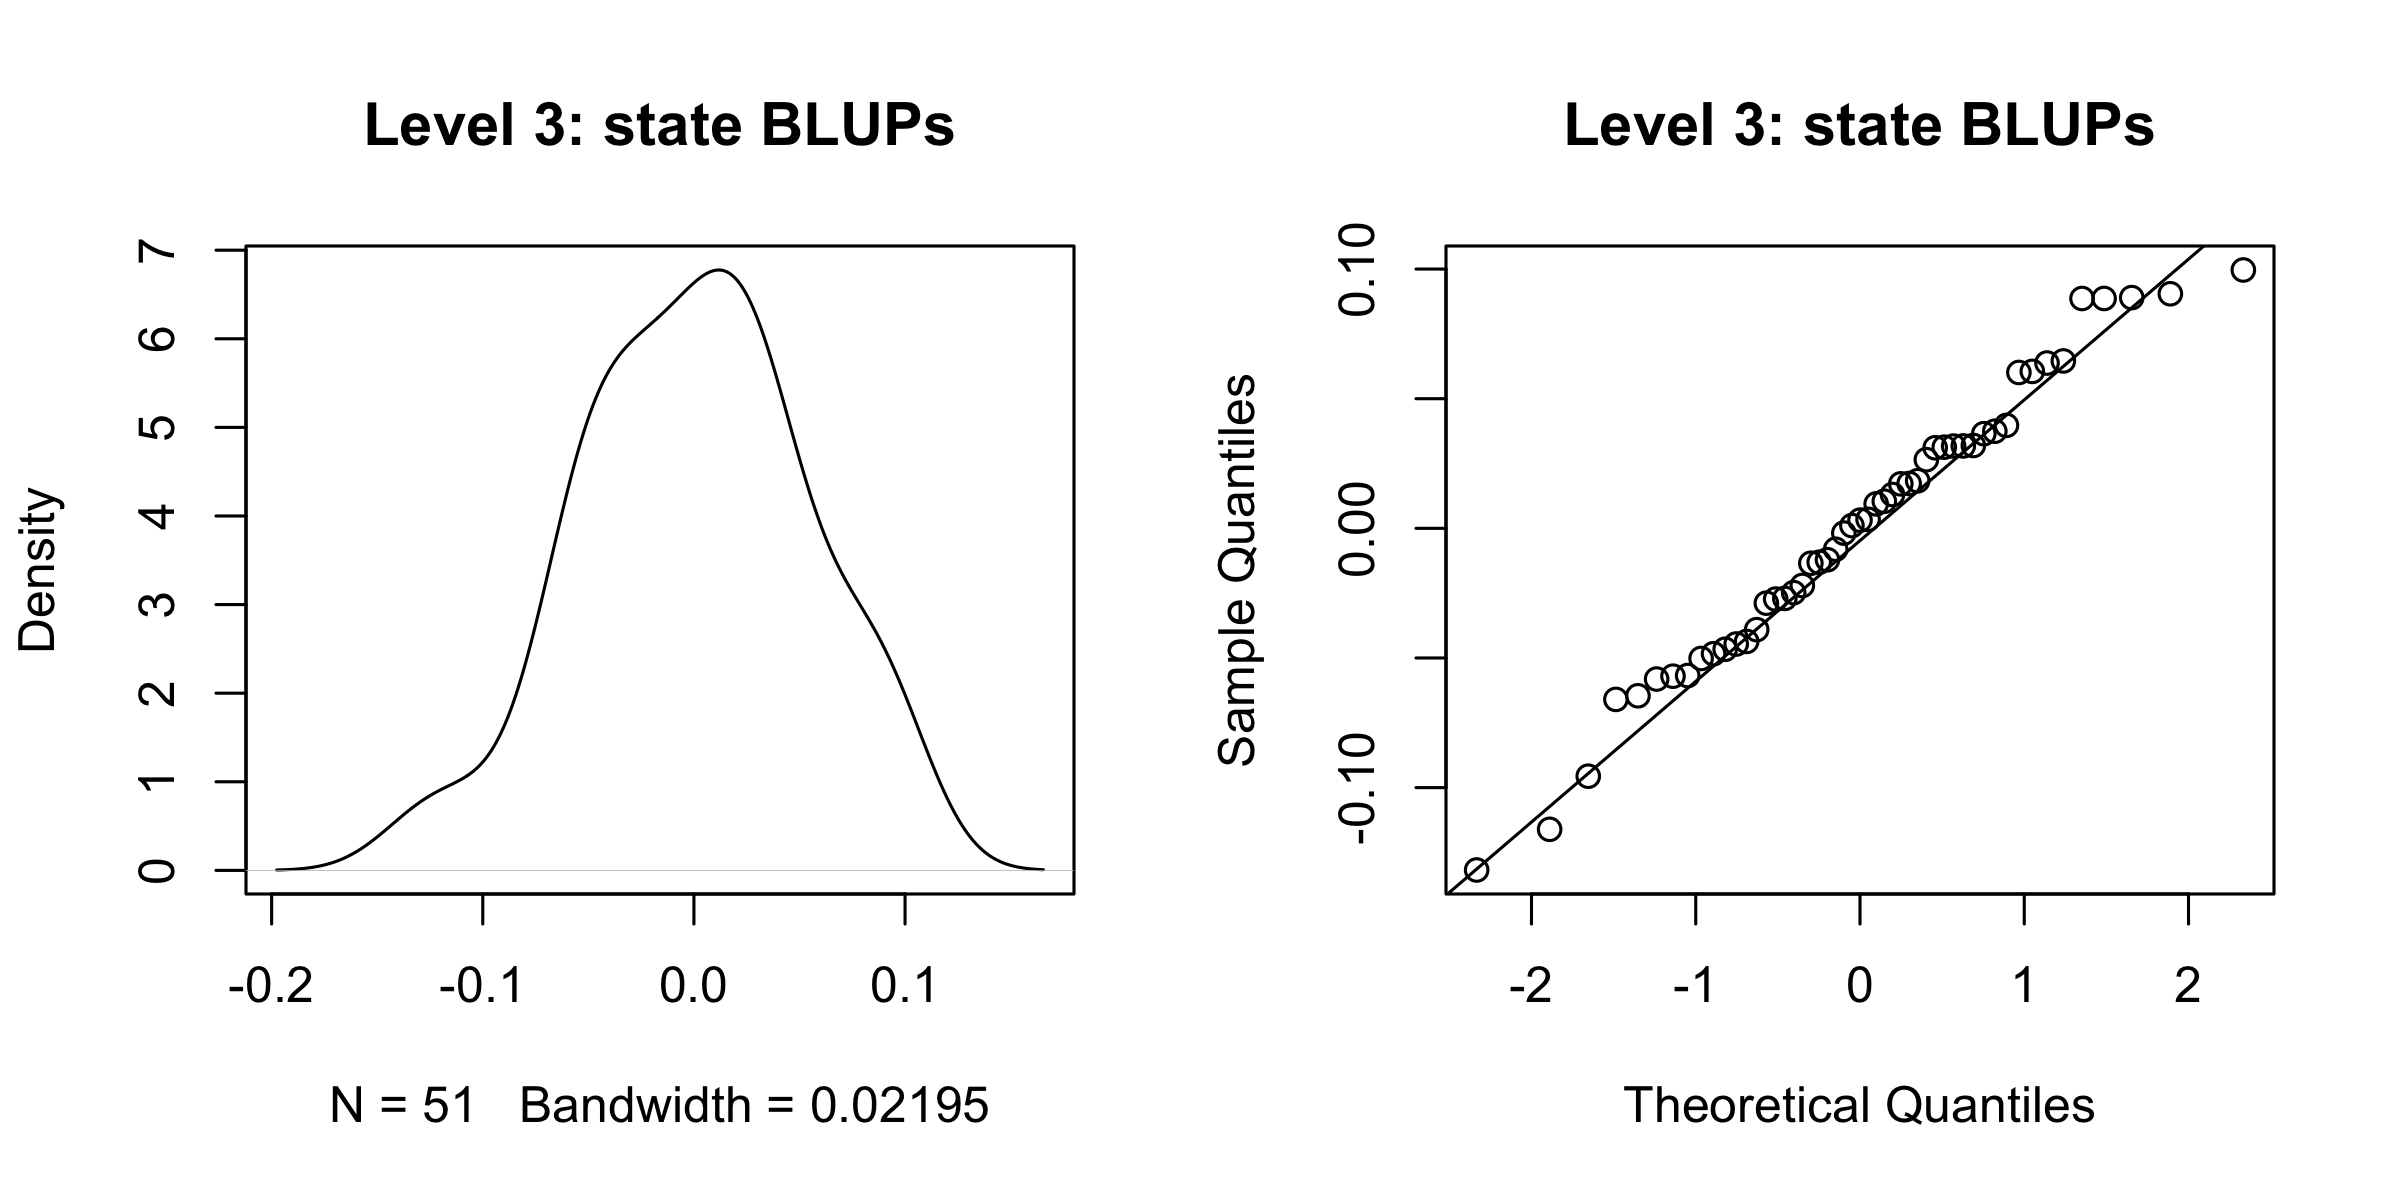 Level 3: state BLUPs
Density
7
6
5
4
3
2
1
0
-0.2 -0.1 0.0 0.1
N = 51 Bandwidth = 0.02195
Level 3: state BLUPs
Sample Quantiles
0.10
0.00
-0.10
-2 -1 0 1 2
Theoretical Quantiles